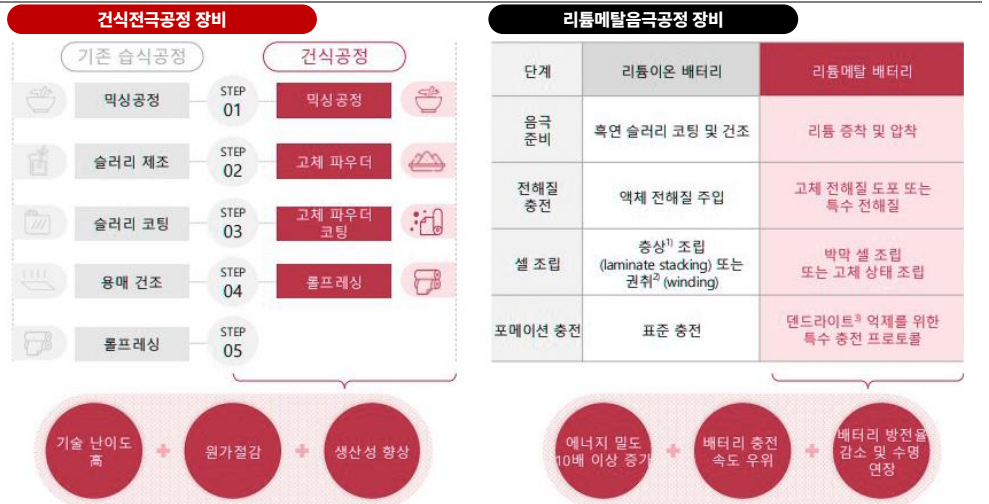 건식전극공정 장비
기존 습식공정
건식공정
믹싱공정
STEP
01
믹싱공정
슬러리 제조
STEP
02
고체 파우더
슬러리 코팅
STEP
03
고체 파우더
코팅
용매 건조
STEP
04
롤프레싱
롤프레싱
STEP
05
기술 난이도
高
+
원가절감
+
생산성 향상
리튬메탈음극공정 장비
단계
리튬이온 배터리
리튬메탈 배터리
음극
준비
흑연 슬러리 코팅 및 건조
리튬 증착 및 압착
전해질
충전
액체 전해질 주입
고체 전해질 도포 또는
특수 전해질
셀 조립
층상1) 조립
(laminate stacking) 또는
권취2) (winding)
박막 셀 조립
또는 고체 상태 조립
포메이션 충전
표준 충전
덴드라이트3) 억제를 위한
특수 충전 프로토콜
에너지 밀도
10배 이상 증가
+
배터리 충전
속도 우위
+
배터리 방전율
감소 및 수명
연장